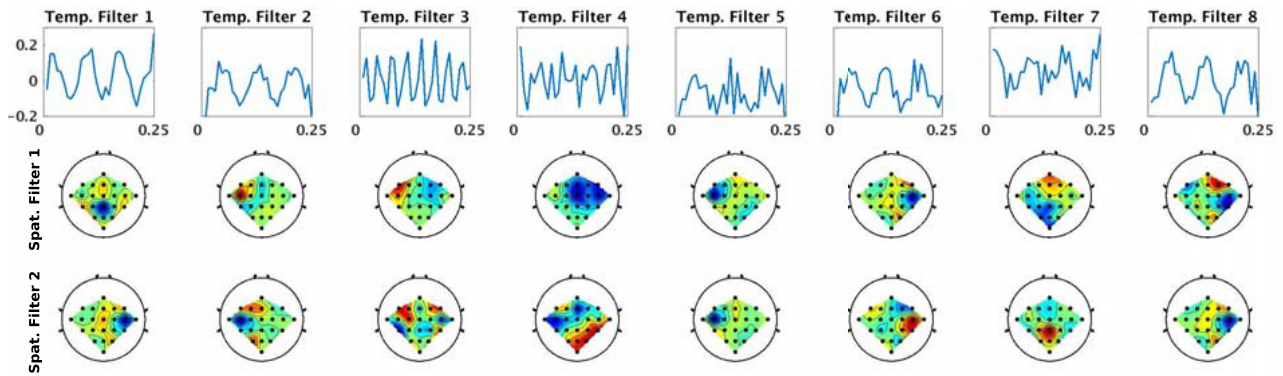 Temp. Filter 1 Temp. Filter 2 Temp. Filter 3 Temp. Filter 4 Temp. Filter 5 Temp. Filter 6 Temp. Filter 7 Temp. Filter 8
0.2
0
−0.2
0 0.25 0 0.25 0 0.25 0 0.25 0 0.25 0 0.25 0 0.25 0 0.25
Spat. Filter 1
Spat. Filter 2